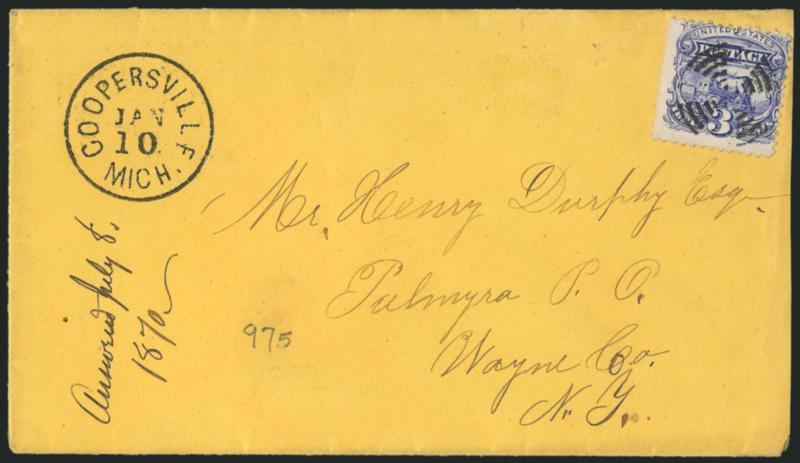 COOPERSVILLE
JAN
10
MICH.
UNITED STATES
POSTAGE
3
Mr. Henry Durphy Esq.
Palmyra P. O.
Wayne Co.
N. Y.
Answered July 8.
1870
975